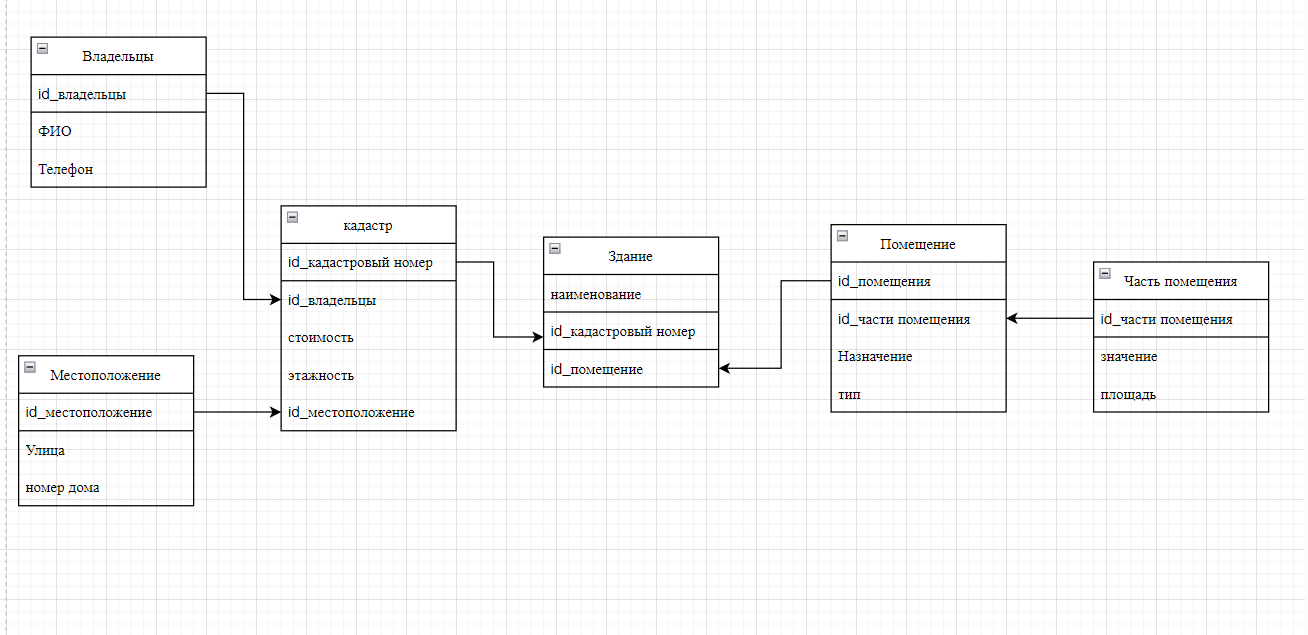 Владельцы
id_владельцы
ФИО
Телефон
кадастр
id_кадастровый номер
id_владельцы
стоимость
этажность
id_местоположение
Местоположение
id_местоположение
Улица
номер дома
Здание
наименование
id_кадастровый номер
id_помещение
Помещение
id_помещения
id_части помещения
Назначение
тип
Часть помещения
id_части помещения
значение
площадь